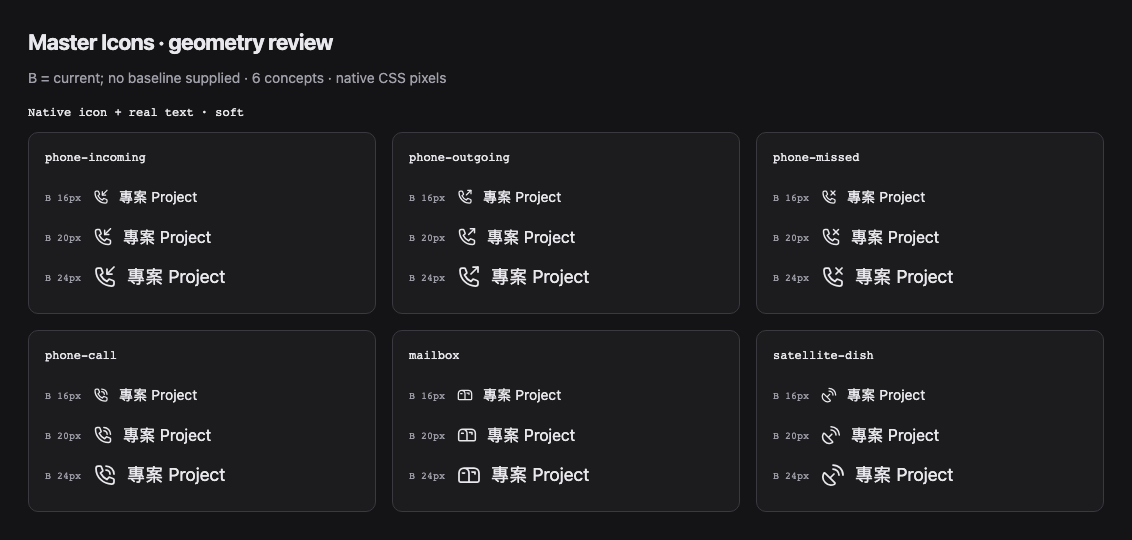 Master Icons · geometry review
B = current; no baseline supplied · 6 concepts · native CSS pixels
Native icon + real text · soft
phone-incoming
B 16px 專案 Project
B 20px 專案 Project
B 24px 專案 Project
phone-outgoing
B 16px 專案 Project
B 20px 專案 Project
B 24px 專案 Project
phone-missed
B 16px 專案 Project
B 20px 專案 Project
B 24px 專案 Project
phone-call
B 16px 專案 Project
B 20px 專案 Project
B 24px 專案 Project
mailbox
B 16px 專案 Project
B 20px 專案 Project
B 24px 專案 Project
satellite-dish
B 16px 專案 Project
B 20px 專案 Project
B 24px 專案 Project